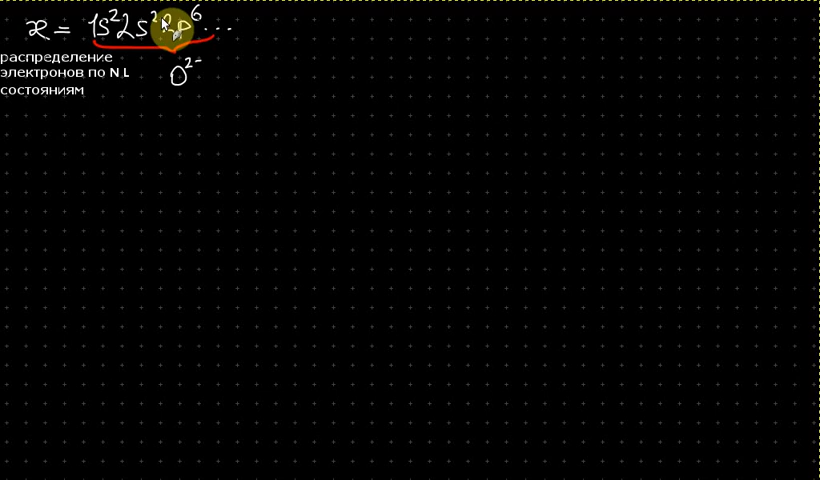 æ = 1s²2s²2p⁶...
распределение
электронов по N L
O²⁻
состояниям